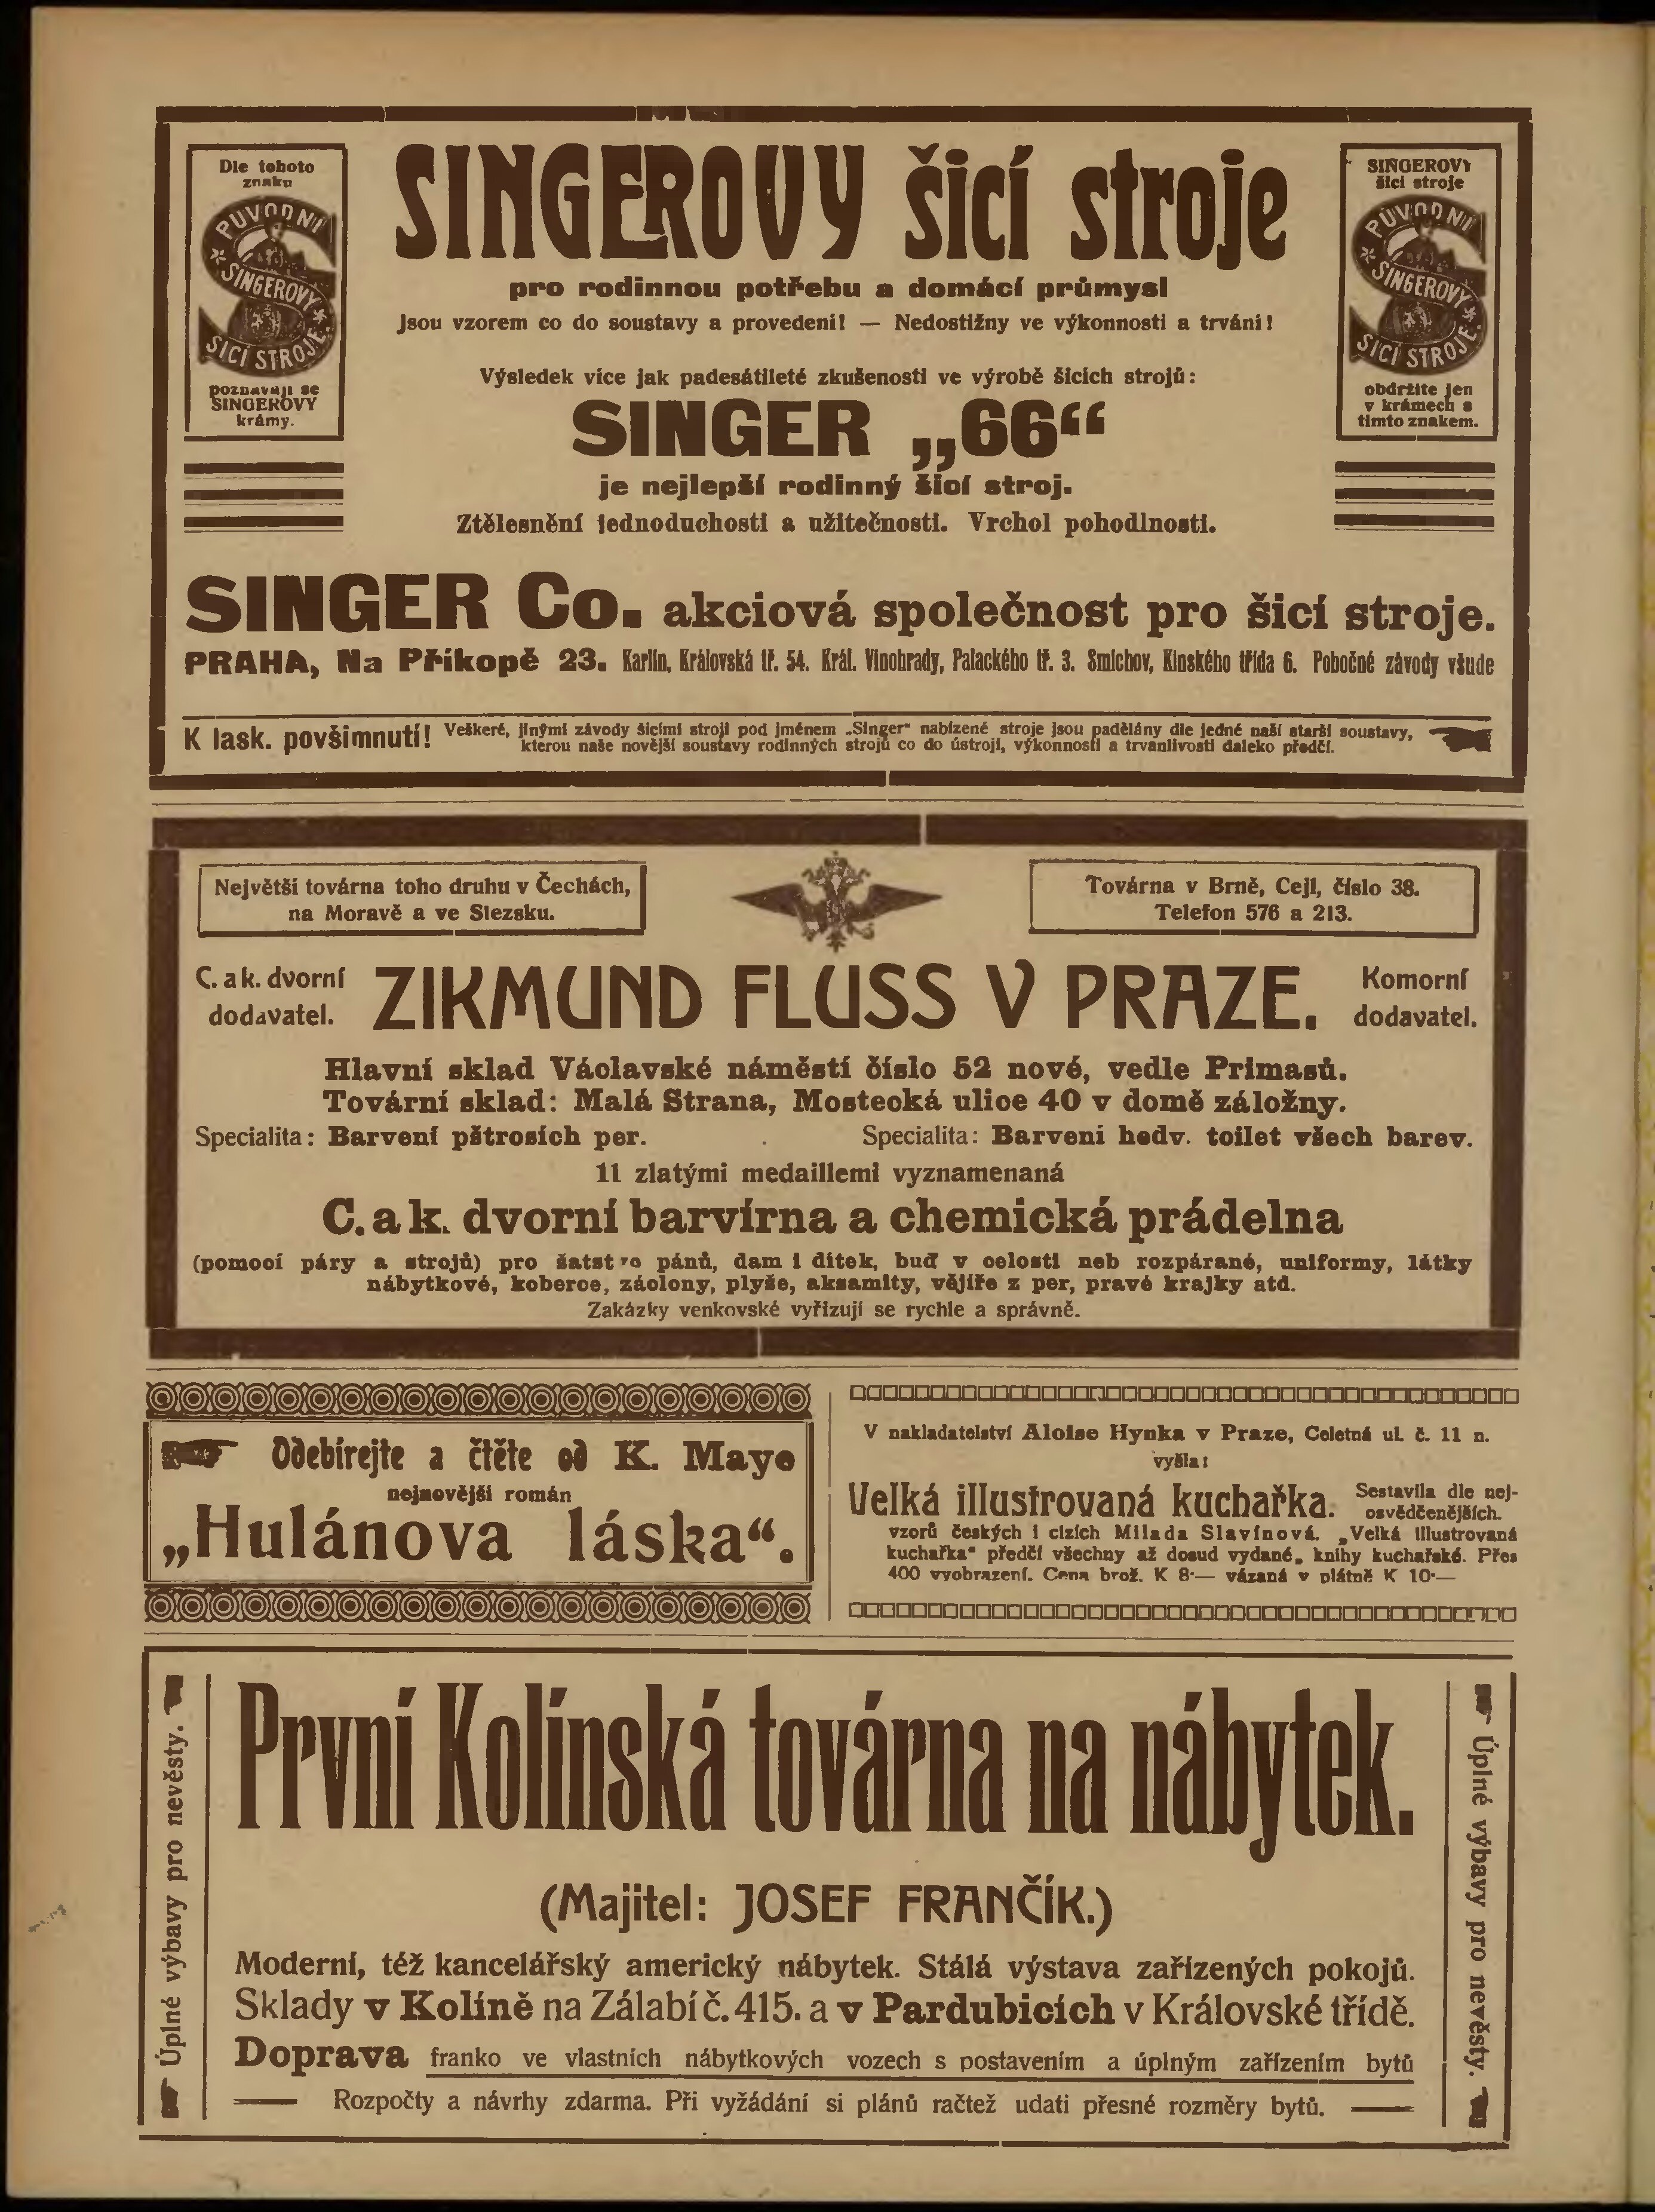 Dle tohoto
znaku
PŮVODNÍ
SINGEROVY
ŠICÍ STROJE.
poznávají se
SINGEROVY
krámy.
SINGEROVY šicí stroje
pro rodinnou potřebu a domácí průmysl
Jsou vzorem co do soustavy a provedení! — Nedostižny ve výkonnosti a trvání!
Výsledek více jak padesátileté zkušenosti ve výrobě šicích strojů:
SINGER „66“
je nejlepší rodinný šicí stroj.
Ztělesnění jednoduchosti a užitečnosti. Vrchol pohodlnosti.
SINGEROVY
šicí stroje
PŮVODNÍ
SINGEROVY
ŠICÍ STROJE.
obdržíte jen
v krámech s
tímto znakem.
SINGER Co. akciová společnost pro šicí stroje.
PRAHA, Na Příkopě 23. Karlín, Královská tř. 54. Král. Vinohrady, Palackého tř. 3. Smíchov, Kinského třída 6. Pobočné závody všude
K lask. povšimnutí! Veškeré, jinými závody šicími stroji pod jménem „Singer“ nabízené stroje jsou padělány dle jedné naší starší soustavy,
kterou naše novější soustavy rodinných strojů co do ústrojí, výkonnosti a trvanlivosti daleko předčí.
Největší továrna toho druhu v Čechách,
na Moravě a ve Slezsku.
Továrna v Brně, Cejl, číslo 38.
Telefon 576 a 213.
C. a k. dvorní
dodavatel.
ZIKMUND FLUSS V PRAZE.
Komorní
dodavatel.
Hlavní sklad Václavské náměstí číslo 52 nové, vedle Primasů.
Tovární sklad: Malá Strana, Mostecká ulice 40 v domě záložny.
Specialita: Barvení pštrosích per. Specialita: Barvení hedv. toilet všech barev.
11 zlatými medaillemi vyznamenaná
C. a k. dvorní barvírna a chemická prádelna
(pomocí páry a strojů) pro šatstvo pánů, dam i dítek, buď v celosti neb rozpárané, uniformy, látky
nábytkové, koberce, záclony, plyše, aksamity, vějíře z per, pravé krajky atd.
Zakázky venkovské vyřizují se rychle a správně.
Odebírejte a čtěte od K. Maye
nejnovější román
„Hulánova láska“.
V nakladatelství Aloise Hynka v Praze, Celetná ul. č. 11 n.
vyšla:
Velká illustrovaná kuchařka. Sestavila dle nej-
osvědčenějších.
vzorů českých i cizích Milada Slavínová. „Velká illustrovaná
kuchařka“ předčí všechny až dosud vydané, knihy kuchařské. Přes
400 vyobrazení. Cena brož. K 8·— vázaná v plátně K 10·—
Úplné výbavy pro nevěsty.
První Kolínská továrna na nábytek.
(Majitel: JOSEF FRANČÍK.)
Moderní, též kancelářský americký nábytek. Stálá výstava zařízených pokojů.
Sklady v Kolíně na Zálabí č. 415. a v Pardubicích v Královské třídě.
Doprava franko ve vlastních nábytkových vozech s postavením a úplným zařízením bytů
Rozpočty a návrhy zdarma. Při vyžádání si plánů račtež udati přesné rozměry bytů.
Úplné výbavy pro nevěsty.